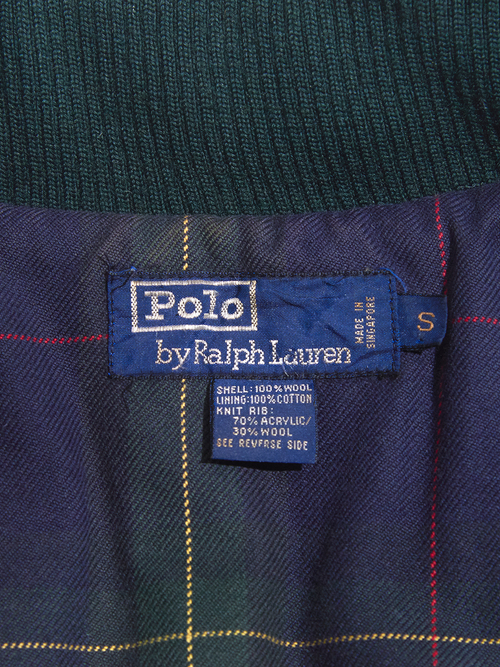 Polo
by Ralph Lauren
MADE IN
SINGAPORE
S
SHELL: 100% WOOL
LINING: 100% COTTON
KNIT RIB:
70% ACRYLIC/
30% WOOL
SEE REVERSE SIDE